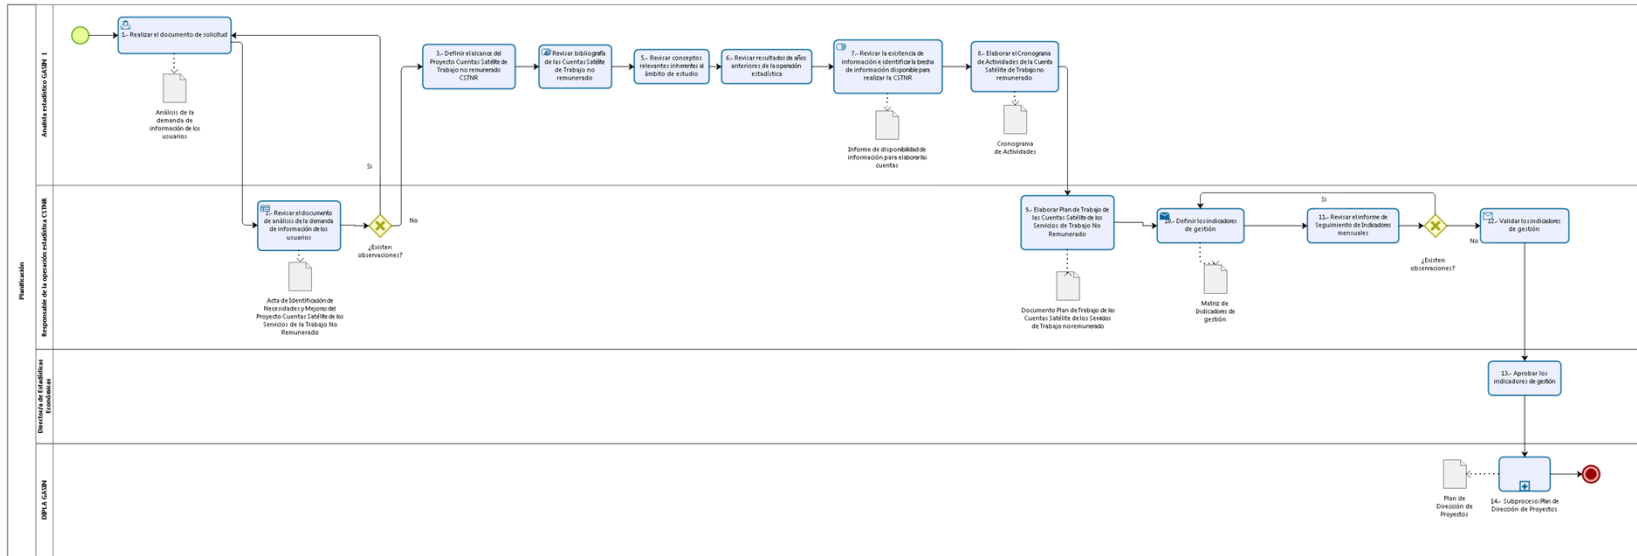 Planificación
Analista estadístico GASIN 1
1.- Realizar el documento de solicitud
Análisis de la
demanda de
información de los
usuarios
Si
No
3.- Definir el alcance del
Proyecto Cuentas Satélite de
Trabajo no remunerado
CSTNR
Revisar bibliografía
de las Cuentas Satélite
de Trabajo no
remunerado
5.- Revisar conceptos
relevantes inherentes al
ámbito de estudio
6.- Revisar resultados de años
anteriores de la operación
estadística
7.- Revisar la existencia de
información e identificar la brecha
de información disponible para
realizar la CSTNR
Informe de disponibilidad de
información para elaborar las
cuentas
8.- Elaborar el Cronograma
de Actividades de la Cuenta
Satélite de Trabajo no
remunerado
Cronograma
de Actividades
Responsable de la operación estadística CSTNR
2.- Revisar el documento
de análisis de la demanda
de información de los
usuarios
¿Existen
observaciones?
Acta de Identificación de
Necesidades y Mejoras del
Proyecto Cuentas Satélite de los
Servicios de la Trabajo No
Remunerado
9.- Elaborar Plan de Trabajo de
las Cuentas Satélite de los
Servicios de Trabajo No
Remunerado
Documento Plan de Trabajo de las
Cuentas Satélite de los Servicios
de Trabajo no remunerado
Definir los indicadores
de gestión
Matriz de
Indicadores de
gestión
Si
11.- Revisar el informe de
Seguimiento de Indicadores
mensuales
¿Existen
observaciones?
No
Validar los indicadores
de gestión
Director/a de Estadísticas
Económicas
13.- Aprobar los
indicadores de gestión
DIPLA GASIN
Plan de
Dirección de
Proyectos
14.- Subproceso: Plan de
Dirección de Proyectos